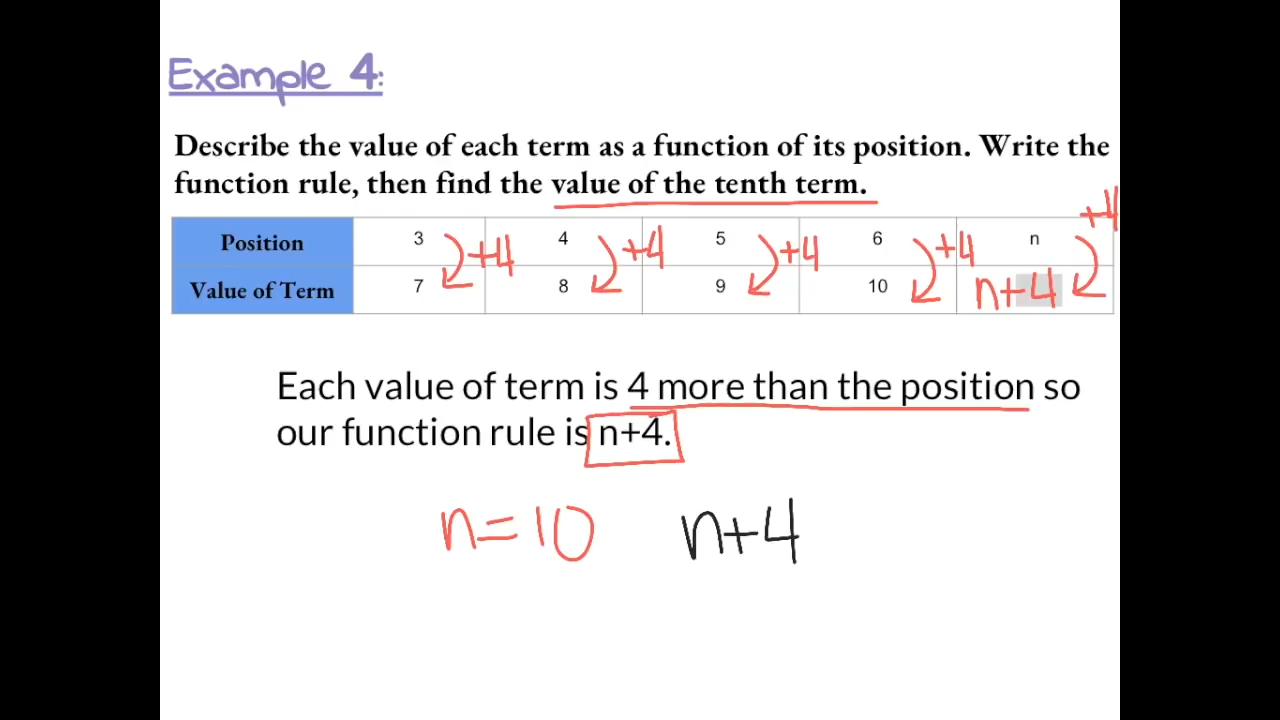 Example 4:
Describe the value of each term as a function of its position. Write the
function rule, then find the value of the tenth term.
+4
Position 3 4 5 6 n
+4 +4 +4 +4
Value of Term 7 8 9 10 n+4
Each value of term is 4 more than the position so
our function rule is n+4.
n=10 n+4